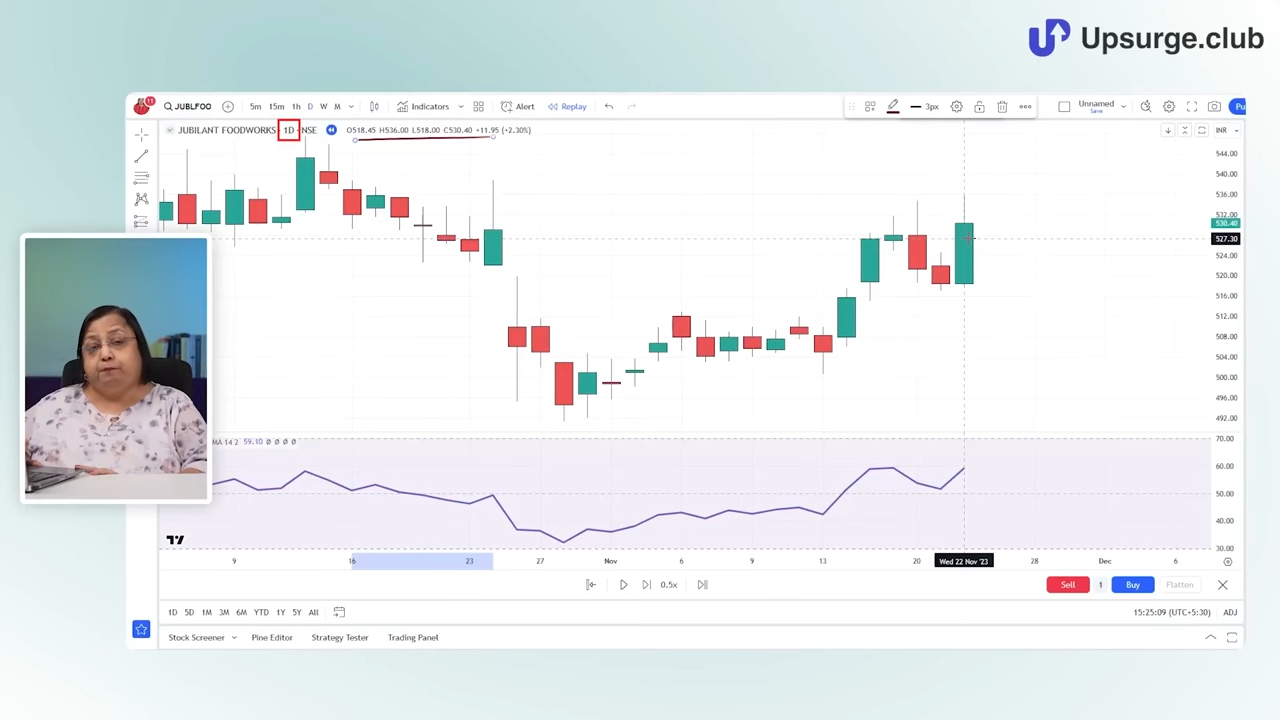 Upsurge.club
11
JUBLFOO
5m 15m 1h D W M
Indicators
Alert
Replay
3px
Unnamed
Save
Pu
JUBILANT FOODWORKS · 1D · NSE
O518.45 H536.00 L518.00 C530.40 +11.95 (+2.30%)
INR
544.00
540.00
536.00
532.00
530.40
527.30
524.00
520.00
516.00
512.00
508.00
504.00
500.00
496.00
492.00
MA 14 2 59.10 Ø Ø Ø Ø
70.00
60.00
50.00
40.00
30.00
9 16 23 27 Nov 6 9 13 20 Wed 22 Nov '23 28 Dec 6
0.5x
Sell 1 Buy Flatten
1D 5D 1M 3M 6M YTD 1Y 5Y All
15:25:09 (UTC+5:30) ADJ
Stock Screener Pine Editor Strategy Tester Trading Panel